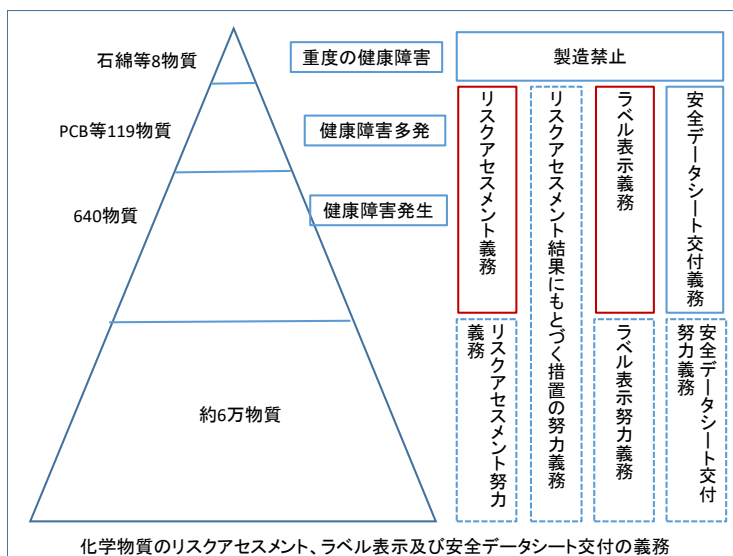 石綿等8物質
重度の健康障害
製造禁止
PCB等119物質
健康障害多発
640物質
健康障害発生
約6万物質
リスクアセスメント義務
リスクアセスメント結果にもとづく措置の努力義務
ラベル表示義務
安全データシート交付義務
リスクアセスメント努力
義務
ラベル表示努力義務
安全データシート交付
努力義務
化学物質のリスクアセスメント、ラベル表示及び安全データシート交付の義務